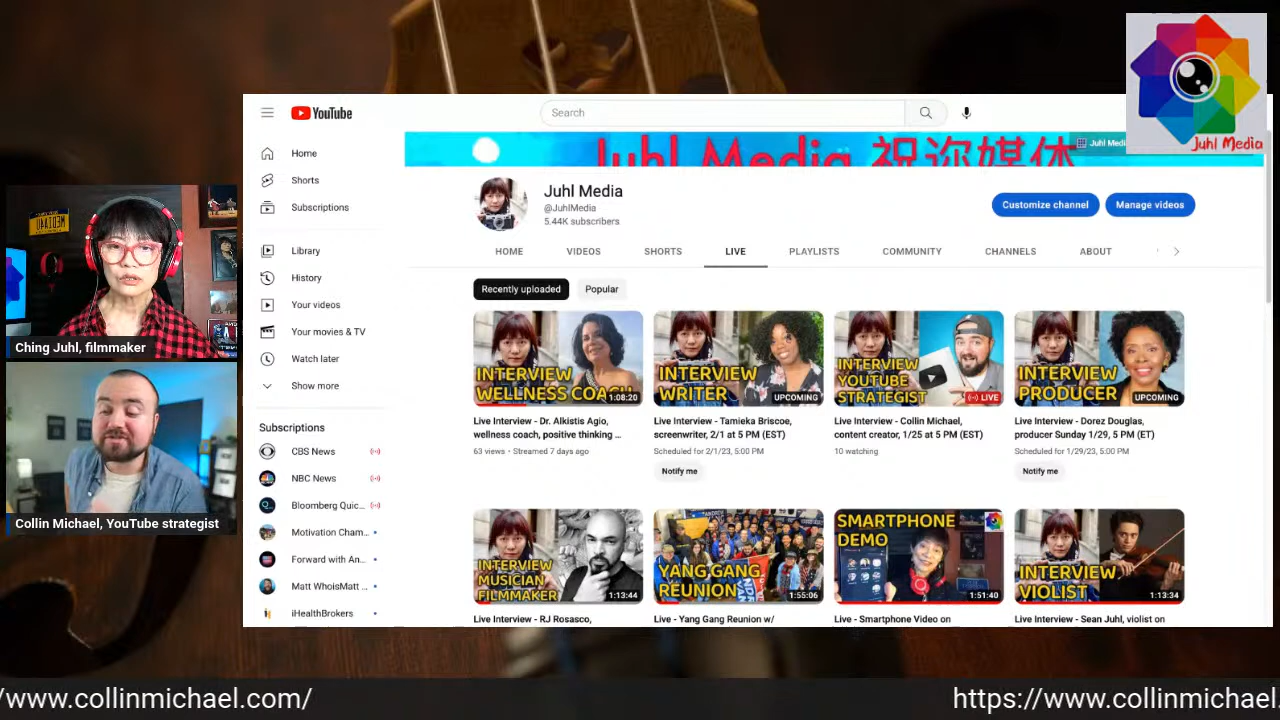 YouTube
Search
Juhl Media
Home
Shorts
Subscriptions
Library
History
Your videos
Your movies & TV
Watch later
Show more
Subscriptions
CBS News
NBC News
Bloomberg Quic...
Motivation Cham...
Forward with An...
Matt WhoisMatt ...
iHealthBrokers
Juhl Media 祝你媒体
Juhl Medi
Juhl Media
@JuhlMedia
5.44K subscribers
Customize channel
Manage videos
HOME
VIDEOS
SHORTS
LIVE
PLAYLISTS
COMMUNITY
CHANNELS
ABOUT
Recently uploaded
Popular
INTERVIEW
WELLNESS COACH
1:08:20
Live Interview - Dr. Alkistis Agio,
wellness coach, positive thinking ...
63 views • Streamed 7 days ago
INTERVIEW
WRITER
UPCOMING
Live Interview - Tamieka Briscoe,
screenwriter, 2/1 at 5 PM (EST)
Scheduled for 2/1/23, 5:00 PM
Notify me
INTERVIEW
YOUTUBE
STRATEGIST
LIVE
Live Interview - Collin Michael,
content creator, 1/25 at 5 PM (EST)
10 watching
INTERVIEW
PRODUCER
UPCOMING
Live Interview - Dorez Douglas,
producer Sunday 1/29, 5 PM (ET)
Scheduled for 1/29/23, 5:00 PM
Notify me
INTERVIEW
MUSICIAN
FILMMAKER
1:13:44
Live Interview - RJ Rosasco,
YANG GANG
REUNION
1:55:06
Live - Yang Gang Reunion w/
SMARTPHONE
DEMO
1:51:40
Live - Smartphone Video on
INTERVIEW
VIOLIST
1:13:34
Live Interview - Sean Juhl, violist on
Ching Juhl, filmmaker
Collin Michael, YouTube strategist
/www.collinmichael.com/
https://www.collinmichael.